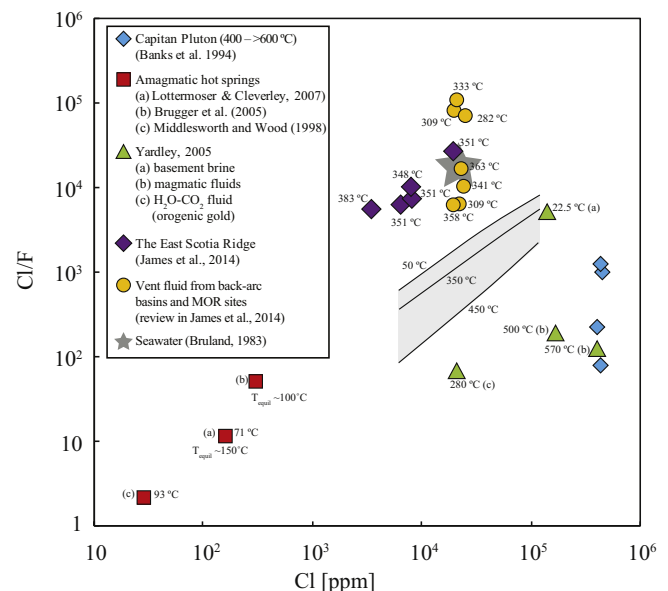 Capitan Pluton (400 – >600 ºC)
(Banks et al. 1994)
Amagmatic hot springs
(a) Lottermoser & Cleverley, 2007)
(b) Brugger et al. (2005)
(c) Middlesworth and Wood (1998)
Yardley, 2005
(a) basement brine
(b) magmatic fluids
(c) H₂O-CO₂ fluid
(orogenic gold)
The East Scotia Ridge
(James et al., 2014)
Vent fluid from back-arc
basins and MOR sites
(review in James et al., 2014)
Seawater (Bruland, 1983)
10⁶
10⁵
10⁴
10³
10²
10
1
Cl/F
333 ºC
309 ºC
282 ºC
351 ºC
348 ºC
363 ºC
383 ºC
351 ºC
341 ºC
351 ºC
309 ºC
358 ºC
22.5 ºC (a)
50 ºC
350 ºC
450 ºC
500 ºC (b)
570 ºC (b)
280 ºC (c)
(b)
T equil ~100˚C
(a) 71 ºC
T equil ~150˚C
(c) 93 ºC
10
10²
10³
10⁴
10⁵
10⁶
Cl [ppm]